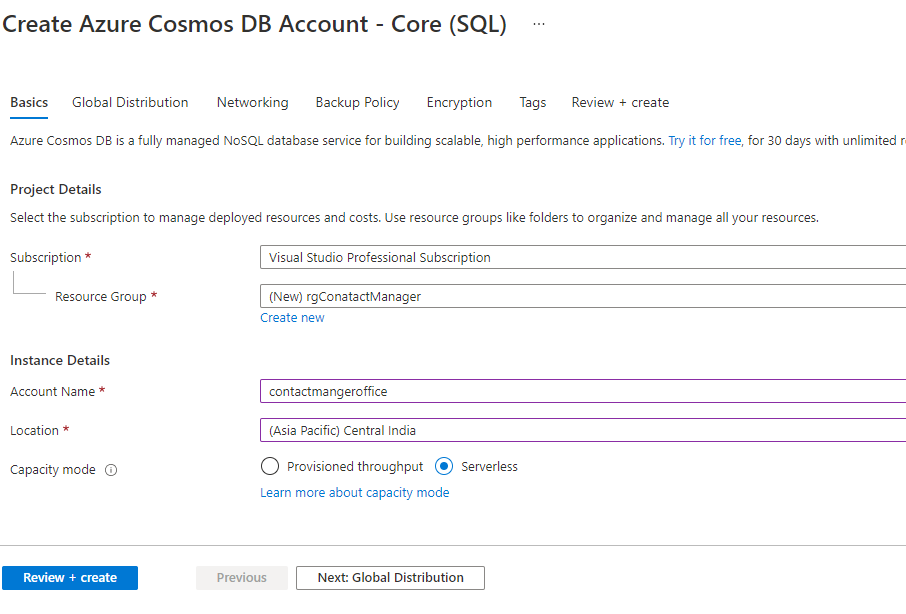 Create Azure Cosmos DB Account - Core (SQL) ...
Basics Global Distribution Networking Backup Policy Encryption Tags Review + create
Azure Cosmos DB is a fully managed NoSQL database service for building scalable, high performance applications. Try it for free, for 30 days with unlimited
Project Details
Select the subscription to manage deployed resources and costs. Use resource groups like folders to organize and manage all your resources.
Subscription * Visual Studio Professional Subscription
Resource Group * (New) rgConatactManager
Create new
Instance Details
Account Name * contactmangeroffice
Location * (Asia Pacific) Central India
Capacity mode Provisioned throughput Serverless
Learn more about capacity mode
Review + create Previous Next: Global Distribution